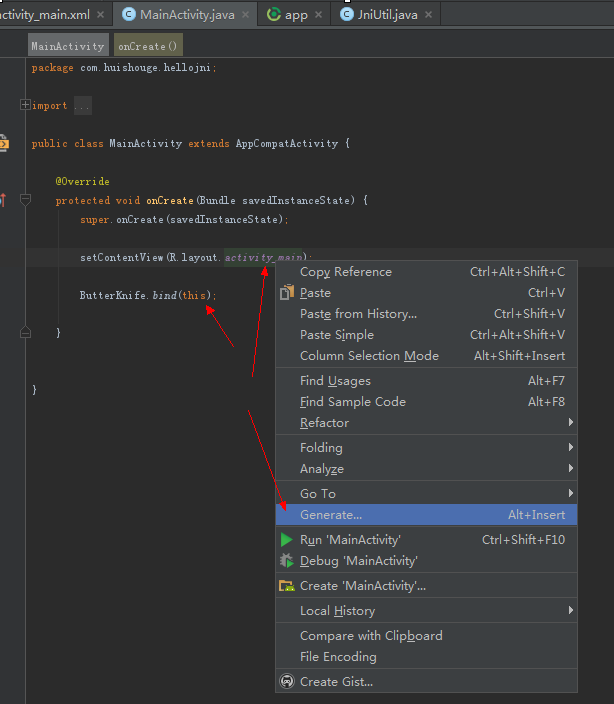 ctivity_main.xml × MainActivity.java × app × JniUtil.java ×
MainActivity onCreate()
package com.huishouge.hellojni;
import ...
public class MainActivity extends AppCompatActivity {
@Override
protected void onCreate(Bundle savedInstanceState) {
super.onCreate(savedInstanceState);
setContentView(R.layout.activity_main);
ButterKnife.bind(this);
}
}
Copy Reference Ctrl+Alt+Shift+C
Paste Ctrl+V
Paste from History... Ctrl+Shift+V
Paste Simple Ctrl+Alt+Shift+V
Column Selection Mode Alt+Shift+Insert
Find Usages Alt+F7
Find Sample Code Alt+F8
Refactor
Folding
Analyze
Go To
Generate... Alt+Insert
Run 'MainActivity' Ctrl+Shift+F10
Debug 'MainActivity'
Create 'MainActivity'...
Local History
Compare with Clipboard
File Encoding
Create Gist...